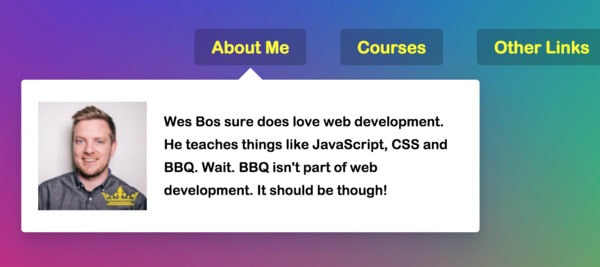 About Me
Courses
Other Links
Wes Bos sure does love web development.
He teaches things like JavaScript, CSS and
BBQ. Wait. BBQ isn't part of web
development. It should be though!